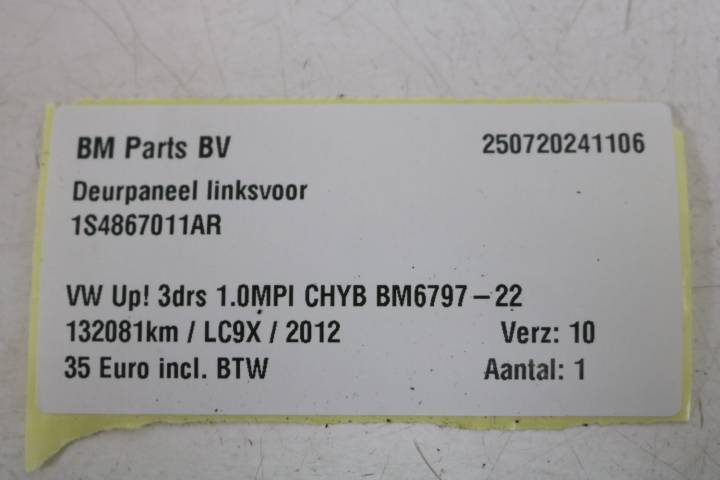 BM Parts BV 250720241106
Deurpaneel linksvoor
1S4867011AR
VW Up! 3drs 1.0MPI CHYB BM6797-22
132081km / LC9X / 2012 Verz: 10
35 Euro incl. BTW Aantal: 1